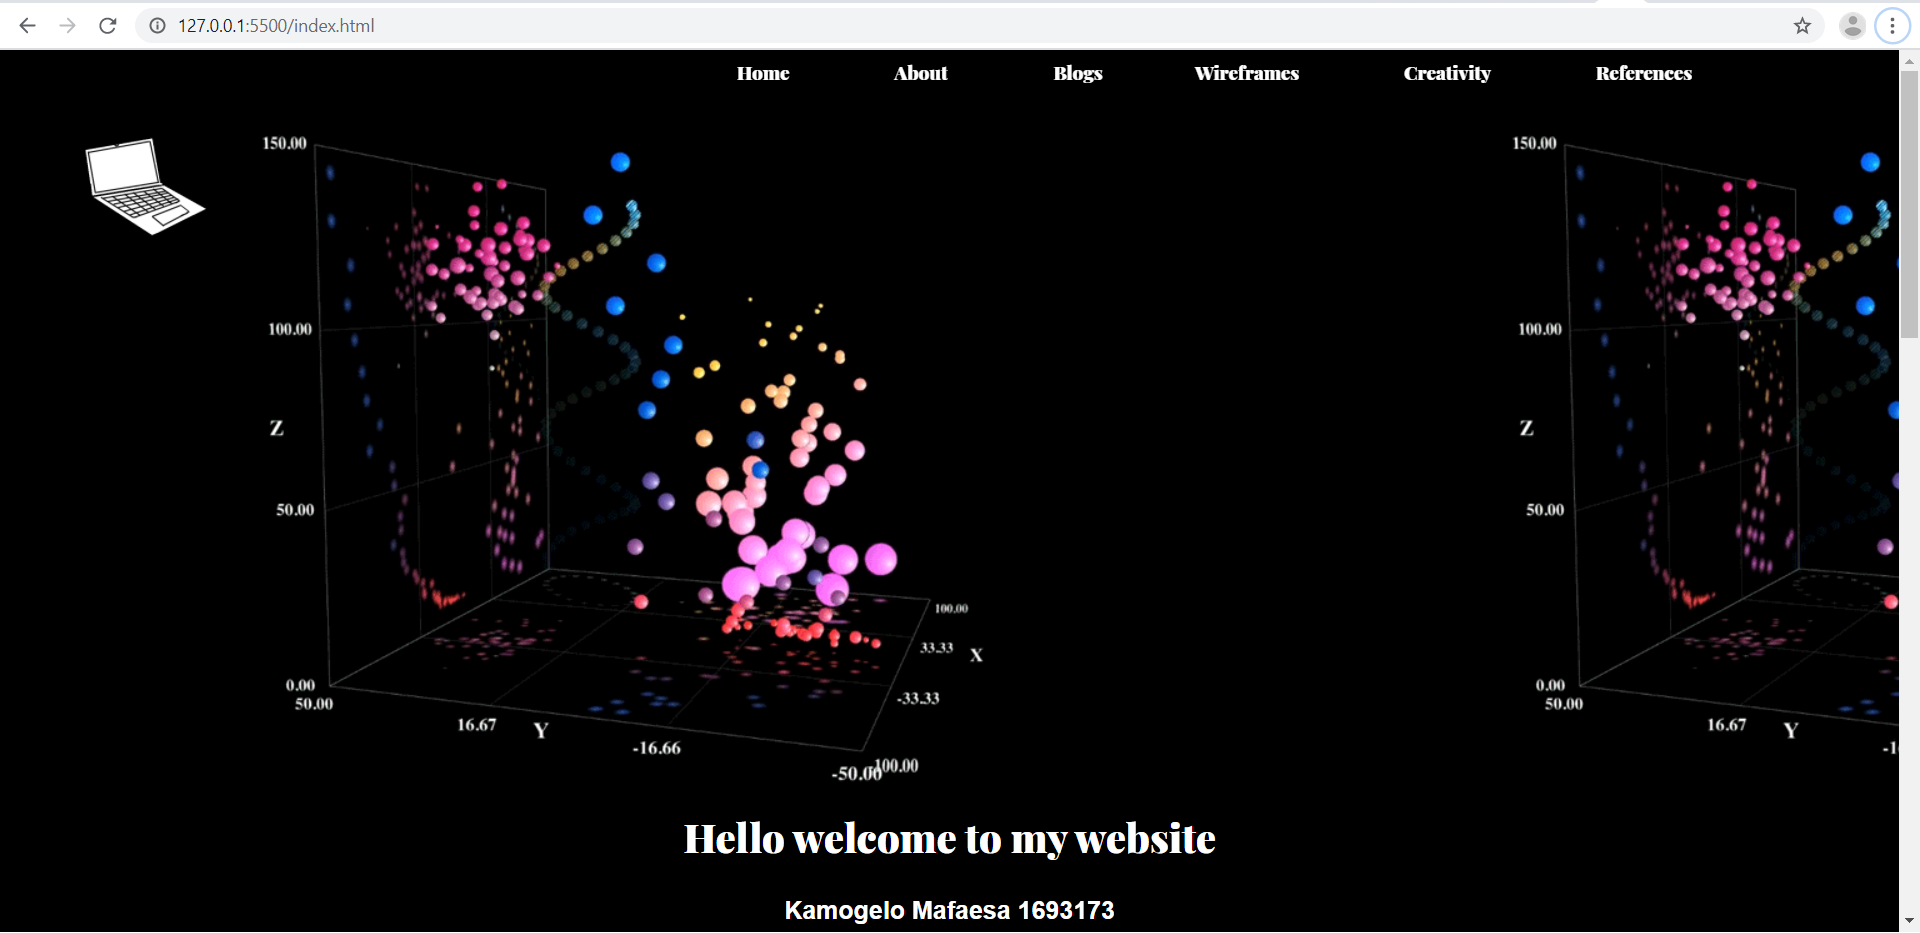 127.0.0.1:5500/index.html
Home About Blogs Wireframes Creativity References
150.00 150.00
100.00 100.00
Z Z
50.00 50.00
100.00
33.33 X
0.00 -33.33 0.00
50.00 50.00
16.67 Y -16.66 16.67 Y -1
-50.00 -100.00
Hello welcome to my website
Kamogelo Mafaesa 1693173